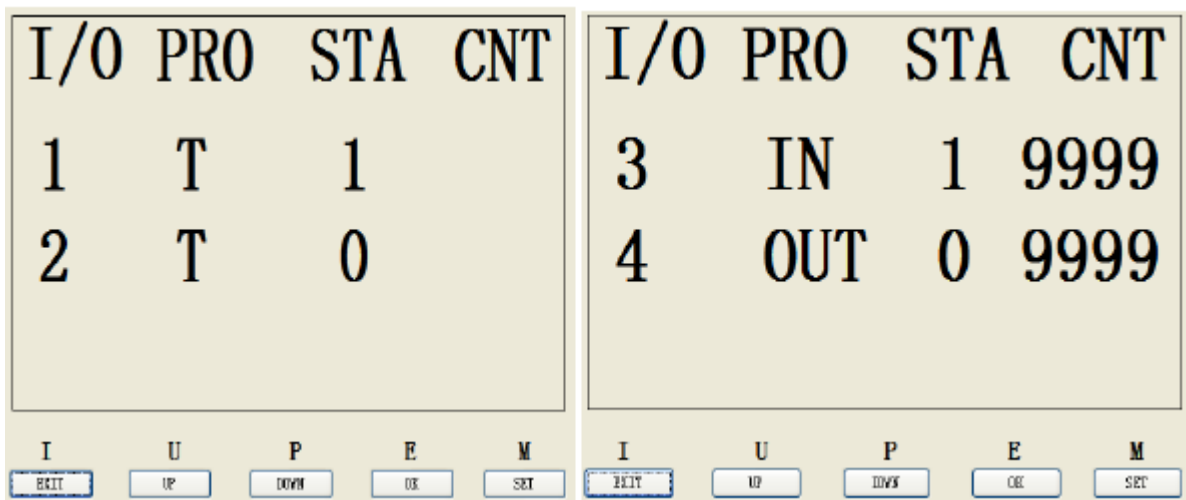 I/O PRO STA CNT
1 T 1
2 T 0
I U P E M
EXIT UP DOWN OK SET
I/O PRO STA CNT
3 IN 1 9999
4 OUT 0 9999
I U P E M
EXIT UP DOWN OK SET